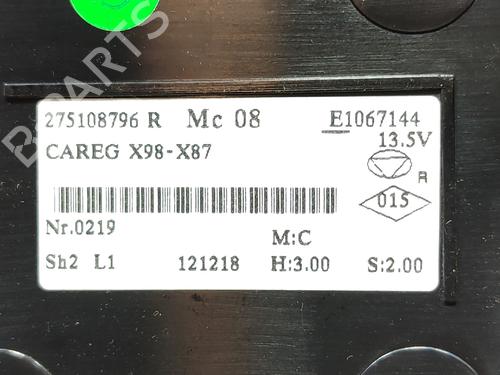 B-PARTS
275108796 R Mc 08 E1067144
13.5V
CAREG X98-X87
R
015
Nr.0219
M:C
Sh2 L1 121218 H:3.00 S:2.00